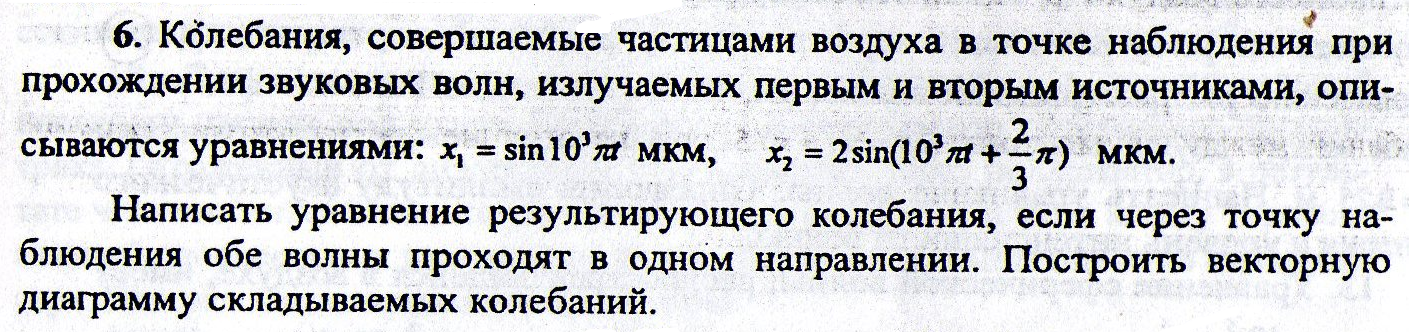 6. Колебания, совершаемые частицами воздуха в точке наблюдения при
прохождении звуковых волн, излучаемых первым и вторым источниками, опи-
сываются уравнениями: x₁ = sin10³πt мкм, x₂ = 2sin(10³πt + 2/3 π) мкм.
Написать уравнение результирующего колебания, если через точку на-
блюдения обе волны проходят в одном направлении. Построить векторную
диаграмму складываемых колебаний.